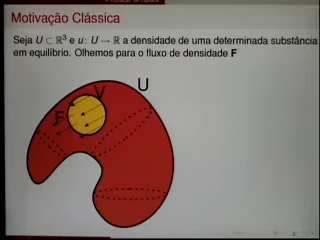 Motivação Clássica
Seja U ⊂ ℝ³ e u: U → ℝ a densidade de uma determinada substância
em equilíbrio. Olhemos para o fluxo de densidade F
U
V
F